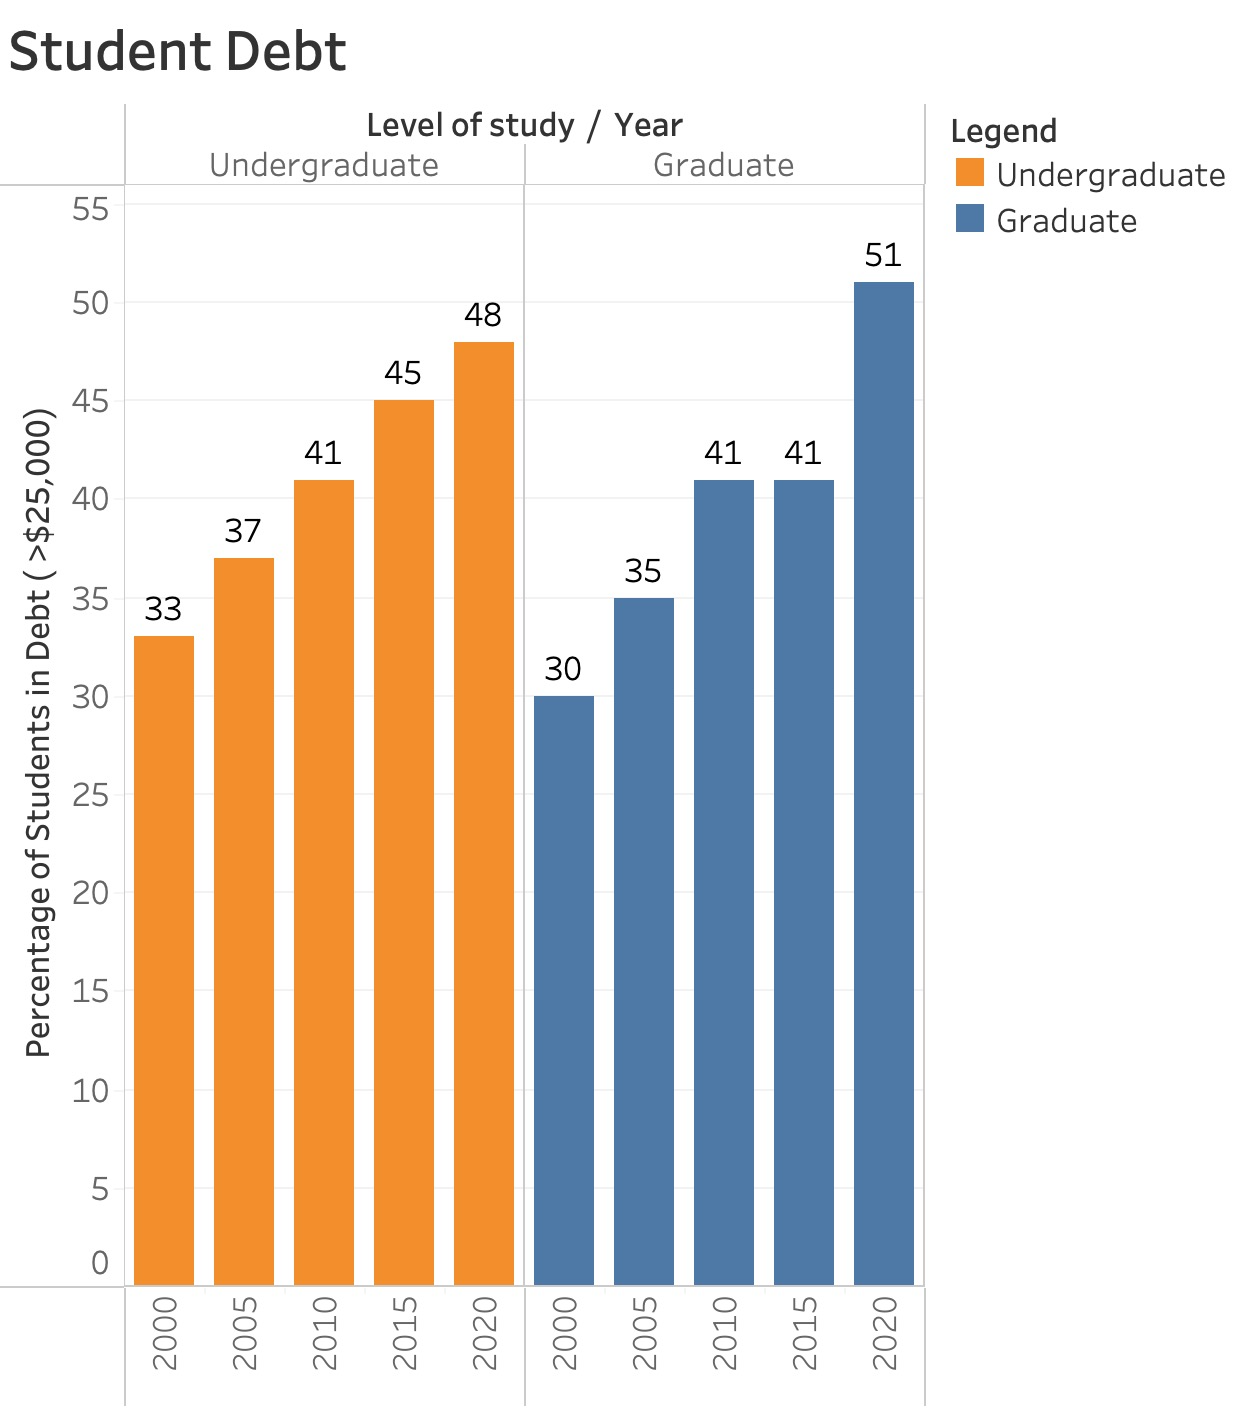 Student Debt
Level of study / Year
Undergraduate Graduate
Legend
Undergraduate
Graduate
Percentage of Students in Debt ( >$25,000)
55
50
45
40
35
30
25
20
15
10
5
0
33 37 41 45 48
30 35 41 41 51
2000 2005 2010 2015 2020 2000 2005 2010 2015 2020